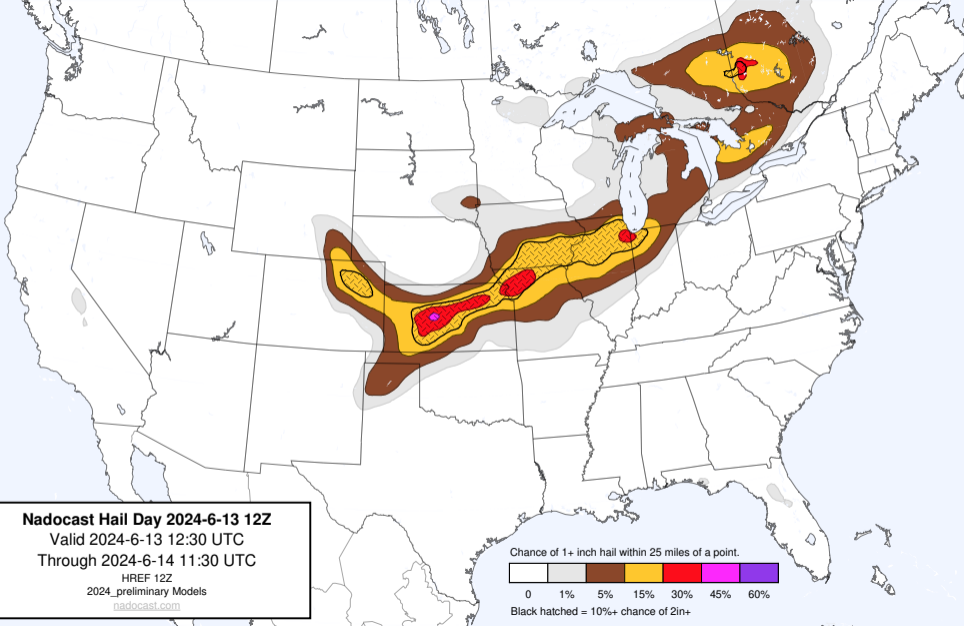 Nadocast Hail Day 2024-6-13 12Z
Valid 2024-6-13 12:30 UTC
Through 2024-6-14 11:30 UTC
HREF 12Z
2024_preliminary Models
nadocast.com
Chance of 1+ inch hail within 25 miles of a point.
0 1% 5% 15% 30% 45% 60%
Black hatched = 10%+ chance of 2in+